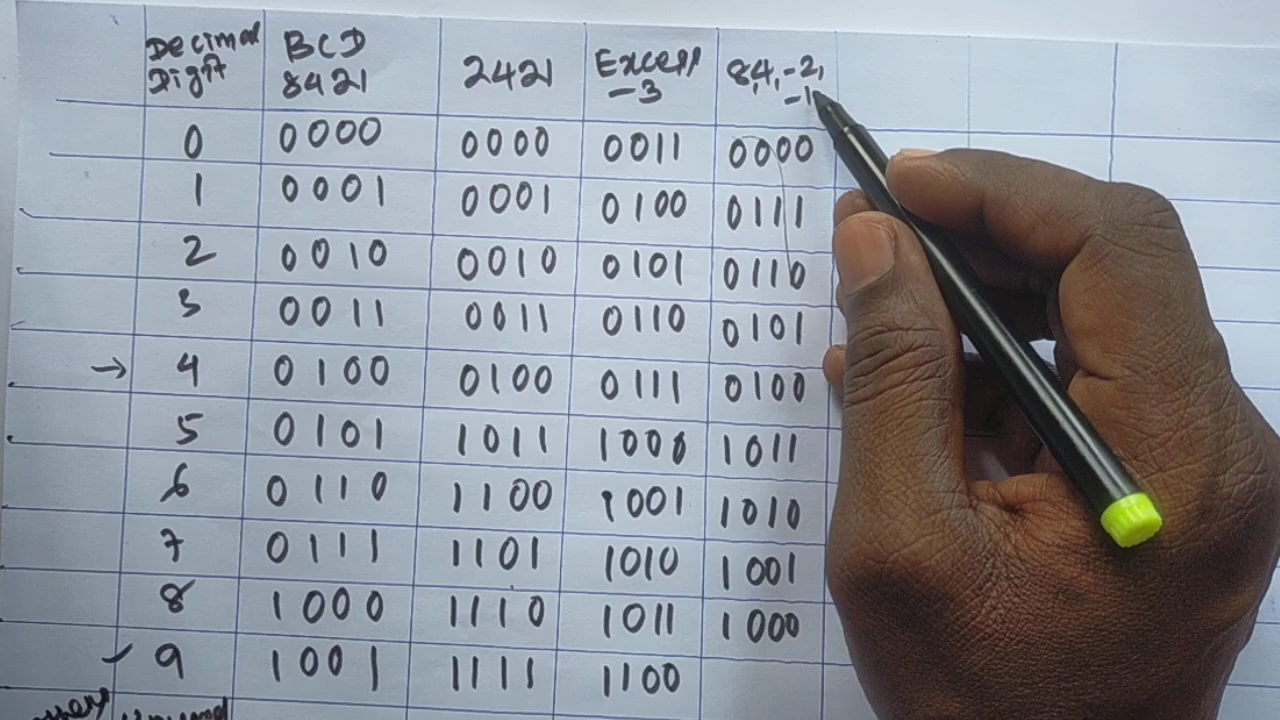 Decimal Digit BCD 8421 2421 Excess -3 8,4,-2, -1
0 0000 0000 0011 0000
1 0001 0001 0100 0111
2 0010 0010 0101 0110
3 0011 0011 0110 0101
→ 4 0100 0100 0111 0100
5 0101 1011 1000 1011
6 0110 1100 1001 1010
7 0111 1101 1010 1001
8 1000 1110 1011 1000
9 1001 1111 1100